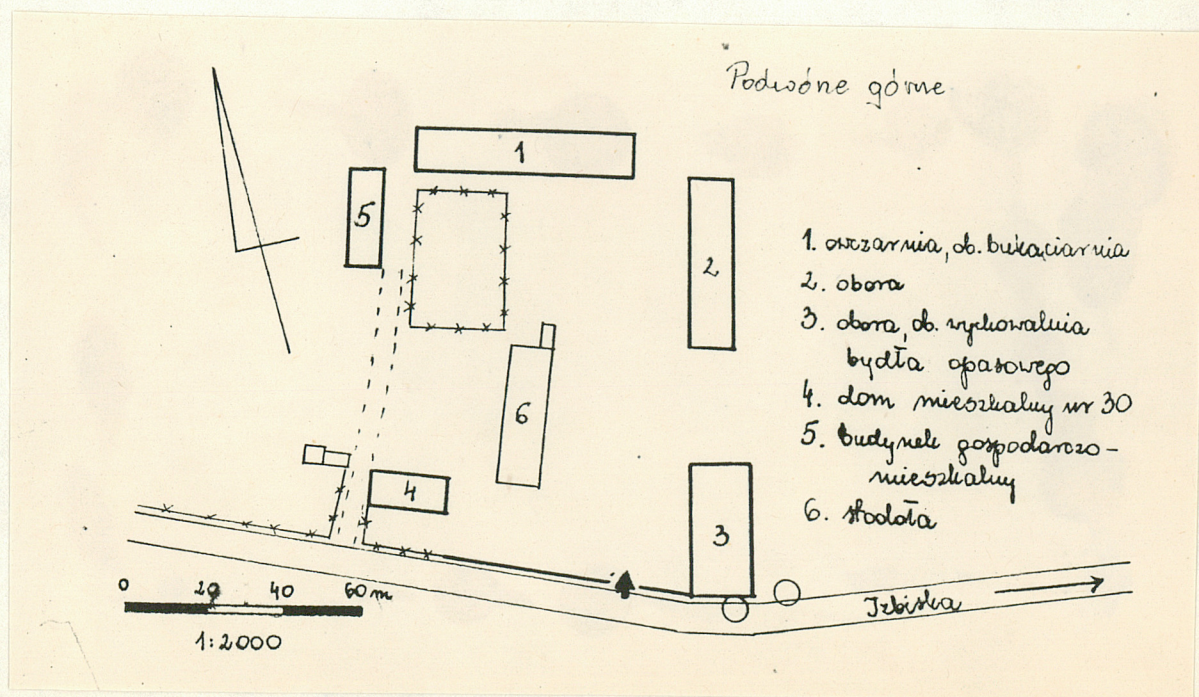 Podwórze górne
1
5
2
6
4
3
1. owczarnia, ob. bukaciarnia
2. obora
3. obora, ob. wychowalnia
bydła opasowego
4. dom mieszkalny nr 30
5. budynek gospodarczo-
mieszkalny
6. stodoła
0 20 40 60 m
1:2000
Izbiska